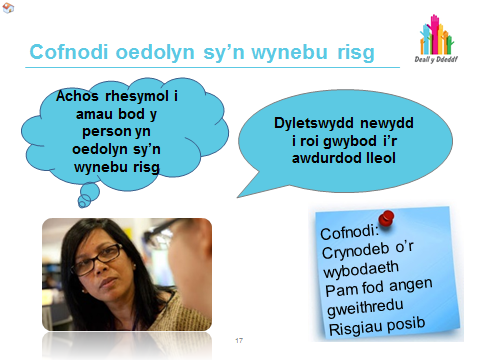 Cofnodi oedolyn sy’n wynebu risg
Deall y Ddeddf
Achos rhesymol i
amau bod y
person yn
oedolyn sy’n
wynebu risg
Dyletswydd newydd
i roi gwybod i’r
awdurdod lleol
Cofnodi:
Crynodeb o’r
wybodaeth
Pam fod angen
gweithredu
Risgiau posib
17